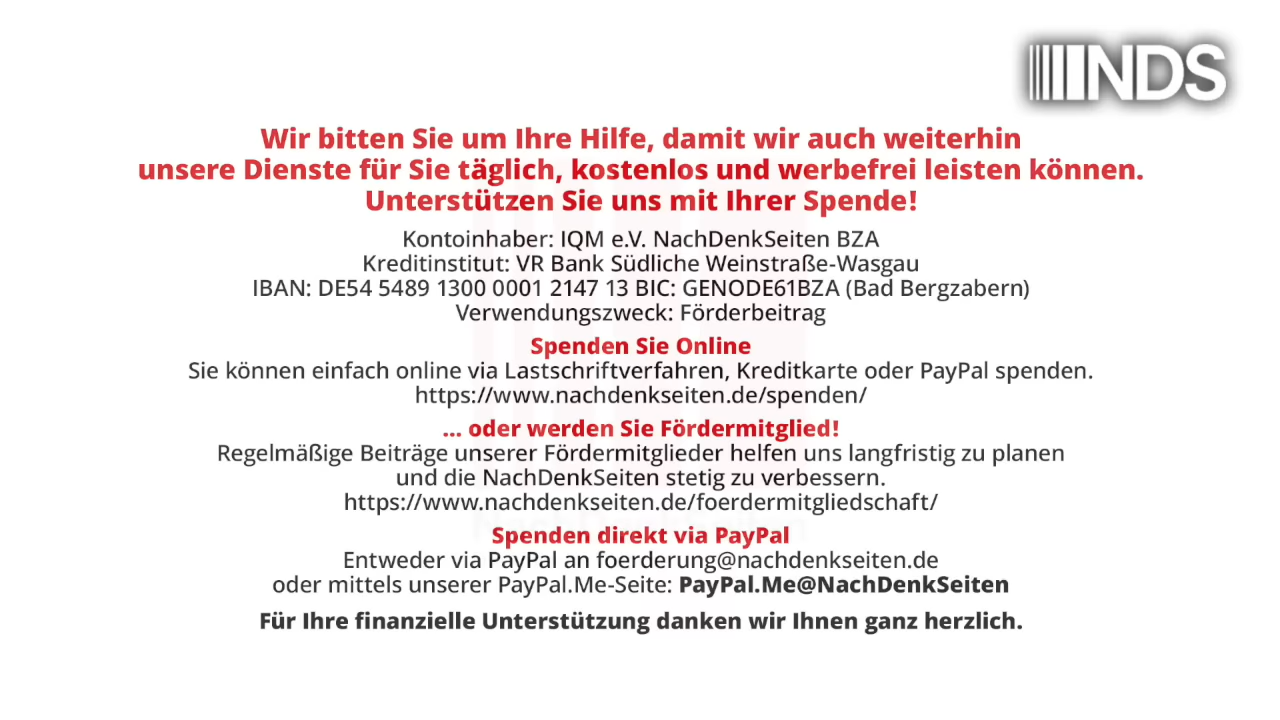 NDS
Wir bitten Sie um Ihre Hilfe, damit wir auch weiterhin
unsere Dienste für Sie täglich, kostenlos und werbefrei leisten können.
Unterstützen Sie uns mit Ihrer Spende!
Kontoinhaber: IQM e.V. NachDenkSeiten BZA
Kreditinstitut: VR Bank Südliche Weinstraße-Wasgau
IBAN: DE54 5489 1300 0001 2147 13 BIC: GENODE61BZA (Bad Bergzabern)
Verwendungszweck: Förderbeitrag
Spenden Sie Online
Sie können einfach online via Lastschriftverfahren, Kreditkarte oder PayPal spenden.
https://www.nachdenkseiten.de/spenden/
... oder werden Sie Fördermitglied!
Regelmäßige Beiträge unserer Fördermitglieder helfen uns langfristig zu planen
und die NachDenkSeiten stetig zu verbessern.
https://www.nachdenkseiten.de/foerdermitgliedschaft/
Spenden direkt via PayPal
Entweder via PayPal an foerderung@nachdenkseiten.de
oder mittels unserer PayPal.Me-Seite: PayPal.Me@NachDenkSeiten
Für Ihre finanzielle Unterstützung danken wir Ihnen ganz herzlich.